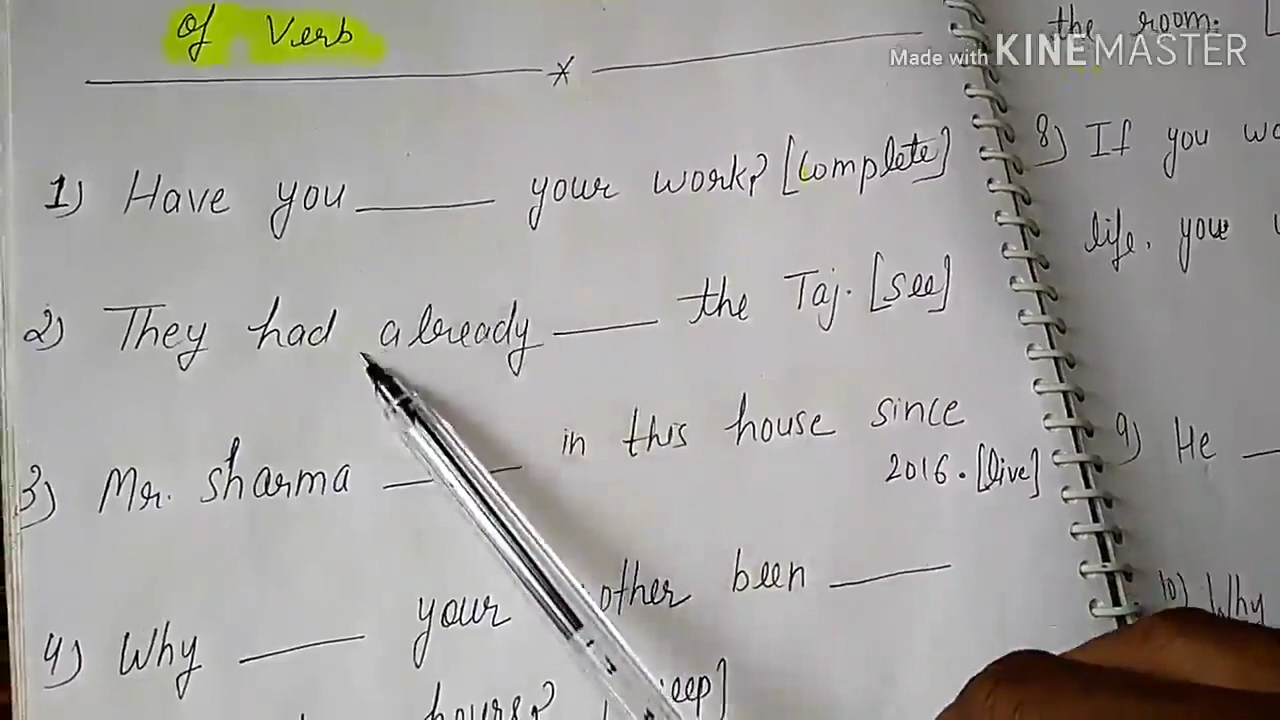 Of Verb
Made with KINEMASTER
1) Have you ____ your work? [Complete]
2) They had already ____ the Taj. [see]
3) Mr. Sharma ____ in this house since
2016. [live]
4) Why ____ your other been ____
hours?
the room.
8) If you
life, you
9) He __
10) Why